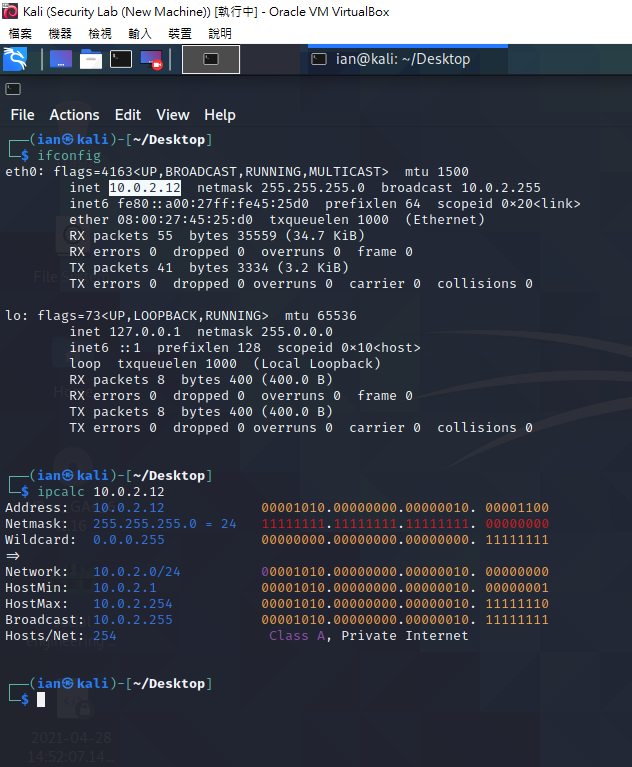 Kali (Security Lab (New Machine)) [執行中] - Oracle VM VirtualBox
檔案 機器 檢視 輸入 裝置 說明
ian@kali: ~/Desktop
File Actions Edit View Help
┌──(ian㉿kali)-[~/Desktop]
└─$ ifconfig
eth0: flags=4163<UP,BROADCAST,RUNNING,MULTICAST>  mtu 1500
        inet 10.0.2.12  netmask 255.255.255.0  broadcast 10.0.2.255
        inet6 fe80::a00:27ff:fe45:25d0  prefixlen 64  scopeid 0×20<link>
        ether 08:00:27:45:25:d0  txqueuelen 1000  (Ethernet)
        RX packets 55  bytes 35559 (34.7 KiB)
        RX errors 0  dropped 0  overruns 0  frame 0
        TX packets 41  bytes 3334 (3.2 KiB)
        TX errors 0  dropped 0 overruns 0  carrier 0  collisions 0
lo: flags=73<UP,LOOPBACK,RUNNING>  mtu 65536
        inet 127.0.0.1  netmask 255.0.0.0
        inet6 ::1  prefixlen 128  scopeid 0×10<host>
        loop  txqueuelen 1000  (Local Loopback)
        RX packets 8  bytes 400 (400.0 B)
        RX errors 0  dropped 0  overruns 0  frame 0
        TX packets 8  bytes 400 (400.0 B)
        TX errors 0  dropped 0 overruns 0  carrier 0  collisions 0
┌──(ian㉿kali)-[~/Desktop]
└─$ ipcalc 10.0.2.12
Address:   10.0.2.12            00001010.00000000.00000010. 00001100
Netmask:   255.255.255.0 = 24   11111111.11111111.11111111. 00000000
Wildcard:  0.0.0.255            00000000.00000000.00000000. 11111111
⇒
Network:   10.0.2.0/24          00001010.00000000.00000010. 00000000
HostMin:   10.0.2.1             00001010.00000000.00000010. 00000001
HostMax:   10.0.2.254           00001010.00000000.00000010. 11111110
Broadcast: 10.0.2.255           00001010.00000000.00000010. 11111111
Hosts/Net: 254                   Class A, Private Internet
┌──(ian㉿kali)-[~/Desktop]
└─$
2021-04-28
14:52:07.14...